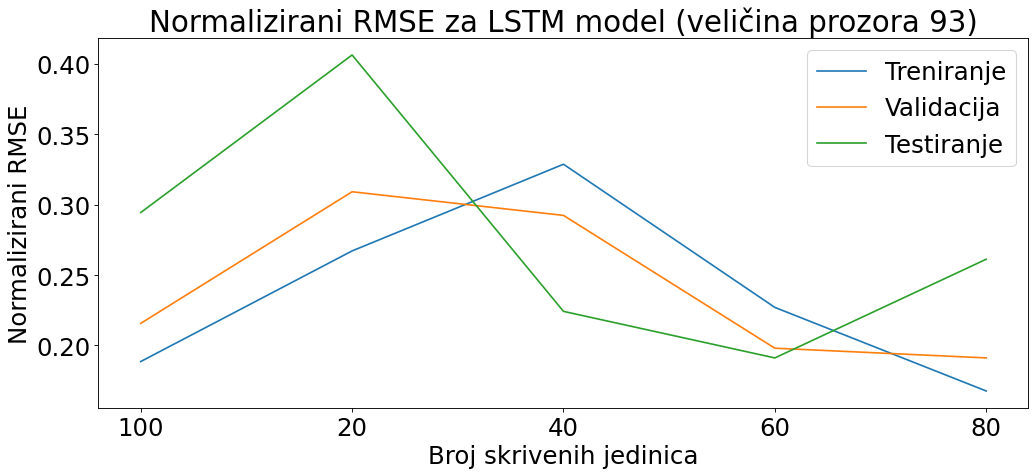 Normalizirani RMSE za LSTM model (veličina prozora 93)
Treniranje
Validacija
Testiranje
Normalizirani RMSE
0.40
0.35
0.30
0.25
0.20
100 20 40 60 80
Broj skrivenih jedinica